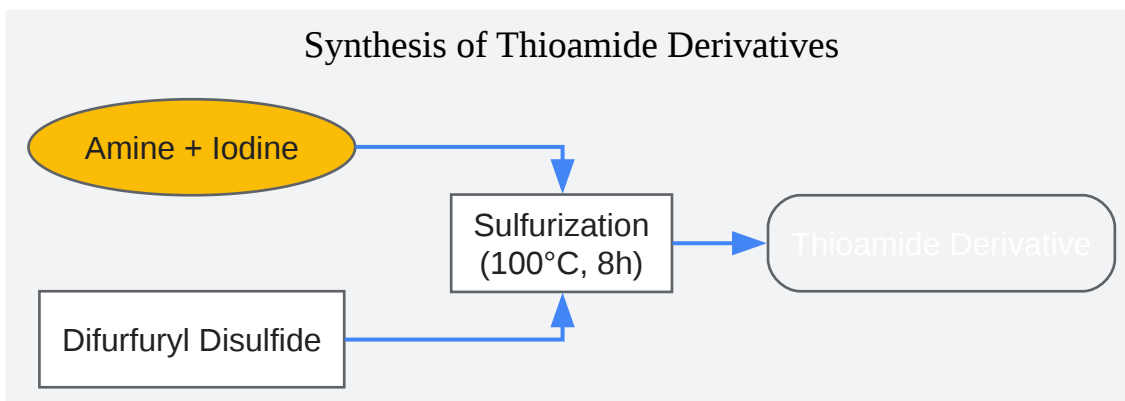 Synthesis of Thioamide Derivatives
Amine + Iodine
Sulfurization
(100°C, 8h)
Thioamide Derivative
Difurfuryl Disulfide